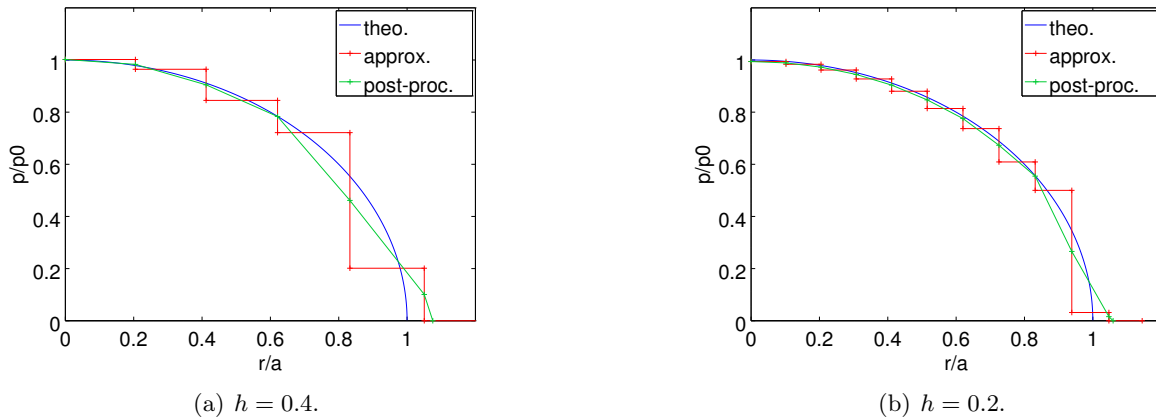 theo.
approx.
post-proc.
p/p0
1
0.8
0.6
0.4
0.2
0
0 0.2 0.4 0.6 0.8 1
r/a
(a) h = 0.4.
theo.
approx.
post-proc.
p/p0
1
0.8
0.6
0.4
0.2
0
0 0.2 0.4 0.6 0.8 1
r/a
(b) h = 0.2.